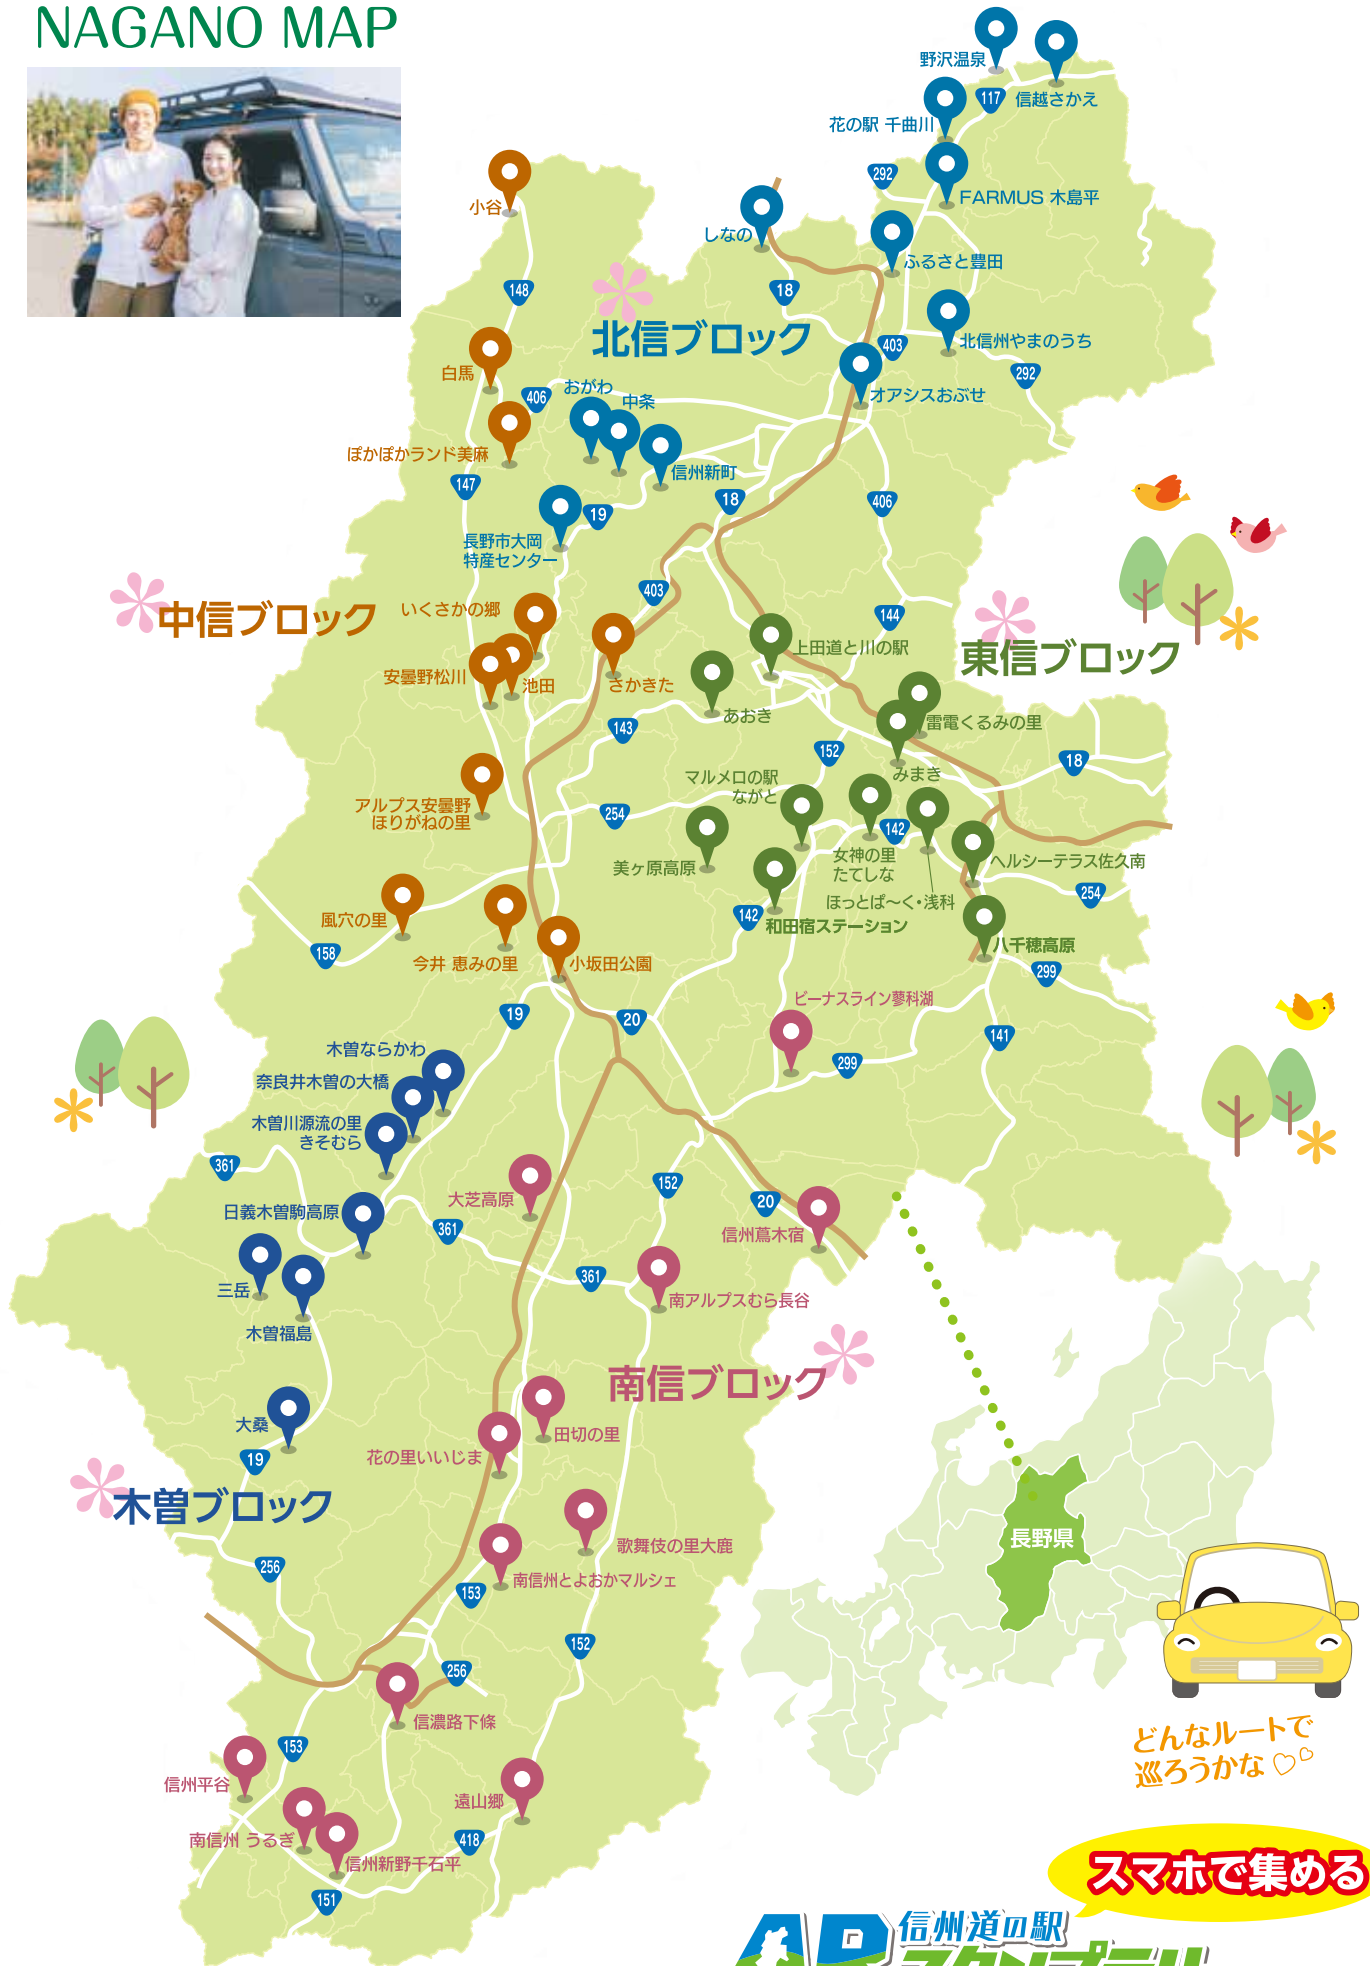 NAGANO MAP
野沢温泉
信越さかえ
117
花の駅 千曲川
292
FARMUS 木島平
小谷
しなの
ふるさと豊田
148
18
北信ブロック
403
北信州やまのうち
292
白馬
406
おがわ
中条
オアシスおぶせ
ぽかぽかランド美麻
信州新町
147
18
406
19
長野市大岡
特産センター
403
中信ブロック
いくさかの郷
144
上田道と川の駅
東信ブロック
安曇野松川
池田
さかきた
あおき
雷電くるみの里
143
152
18
みまき
マルメロの駅
ながと
アルプス安曇野
ほりがねの里
254
142
美ヶ原高原
女神の里
たてしな
ヘルシーテラス佐久南
254
ほっとぱ〜く・浅科
風穴の里
142
和田宿ステーション
158
今井 恵みの里
小坂田公園
八千穂高原
299
ビーナスライン蓼科湖
19
20
141
木曽ならかわ
299
奈良井木曽の大橋
木曽川源流の里
きそむら
361
152
大芝高原
20
日義木曽駒高原
361
信州蔦木宿
三岳
361
南アルプスむら長谷
木曽福島
南信ブロック
大桑
田切の里
19
花の里いいじま
木曽ブロック
長野県
歌舞伎の里大鹿
256
南信州とよおかマルシェ
153
152
256
信濃路下條
153
どんなルートで
巡ろうかな♡♡
信州平谷
遠山郷
南信州 うるぎ
418
信州新野千石平
スマホで集める
151
信州道の駅
AR
スタンプラリー